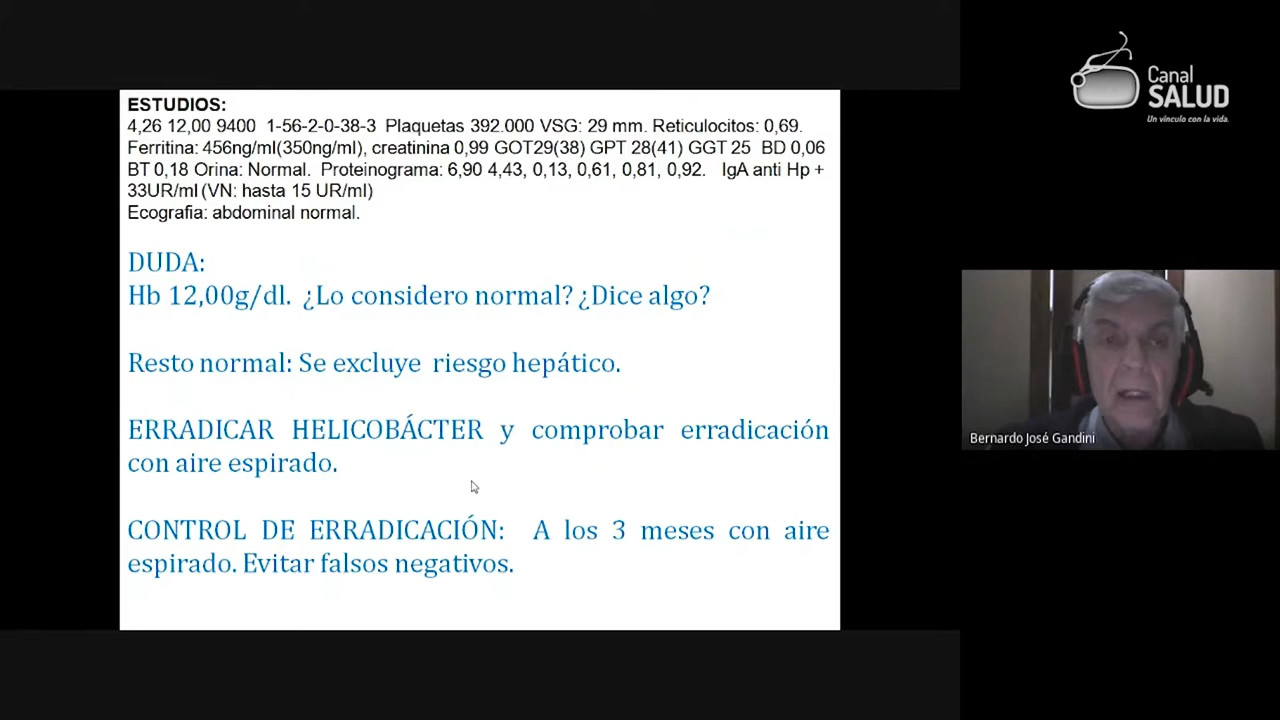 ESTUDIOS:
4,26 12,00 9400 1-56-2-0-38-3 Plaquetas 392.000 VSG: 29 mm. Reticulocitos: 0,69.
Ferritina: 456ng/ml(350ng/ml), creatinina 0,99 GOT29(38) GPT 28(41) GGT 25 BD 0,06
BT 0,18 Orina: Normal. Proteinograma: 6,90 4,43, 0,13, 0,61, 0,81, 0,92. IgA anti Hp +
33UR/ml (VN: hasta 15 UR/ml)
Ecografia: abdominal normal.
DUDA:
Hb 12,00g/dl. ¿Lo considero normal? ¿Dice algo?
Resto normal: Se excluye riesgo hepático.
ERRADICAR HELICOBÁCTER y comprobar erradicación
con aire espirado.
CONTROL DE ERRADICACIÓN: A los 3 meses con aire
espirado. Evitar falsos negativos.
Canal
SALUD
Un vínculo con la vida.
Bernardo José Gandini